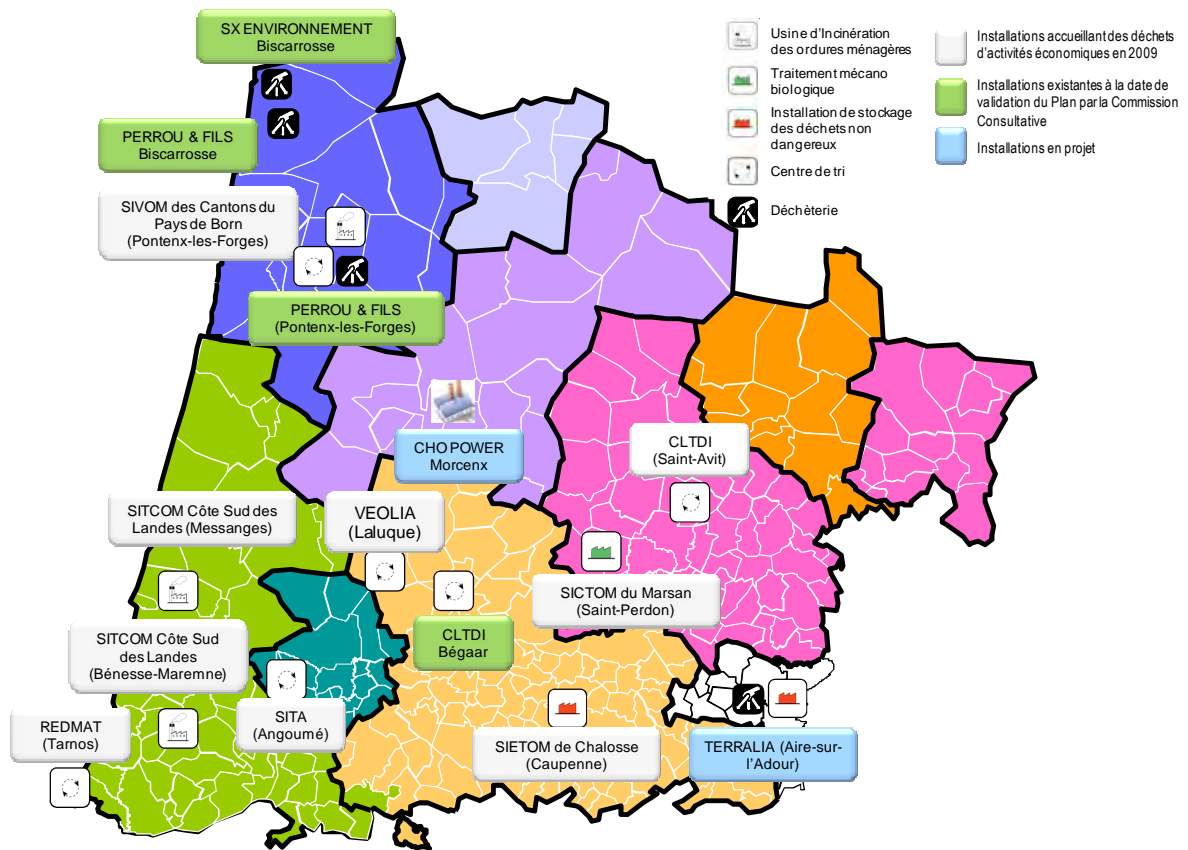 SX ENVIRONNEMENT
Biscarrosse
PERROU & FILS
Biscarrosse
SIVOM des Cantons du
Pays de Born
(Pontenx-les-Forges)
PERROU & FILS
(Pontenx-les-Forges)
CHO POWER
Morcenx
CLTDI
(Saint-Avit)
SITCOM Côte Sud des
Landes (Messanges)
VEOLIA
(Laluque)
SICTOM du Marsan
(Saint-Perdon)
SITCOM Côte Sud
des Landes
(Bénesse-Maremne)
CLTDI
Bégaar
REDMAT
(Tarnos)
SITA
(Angoumé)
SIETOM de Chalosse
(Caupenne)
TERRALIA (Aire-sur-
l'Adour)
Usine d'Incinération
des ordures ménagères
Traitement mécano
biologique
Installation de stockage
des déchets non
dangereux
Centre de tri
Déchèterie
Installations accueillant des déchets
d'activités économiques en 2009
Installations existantes à la date de
validation du Plan par la Commission
Consultative
Installations en projet